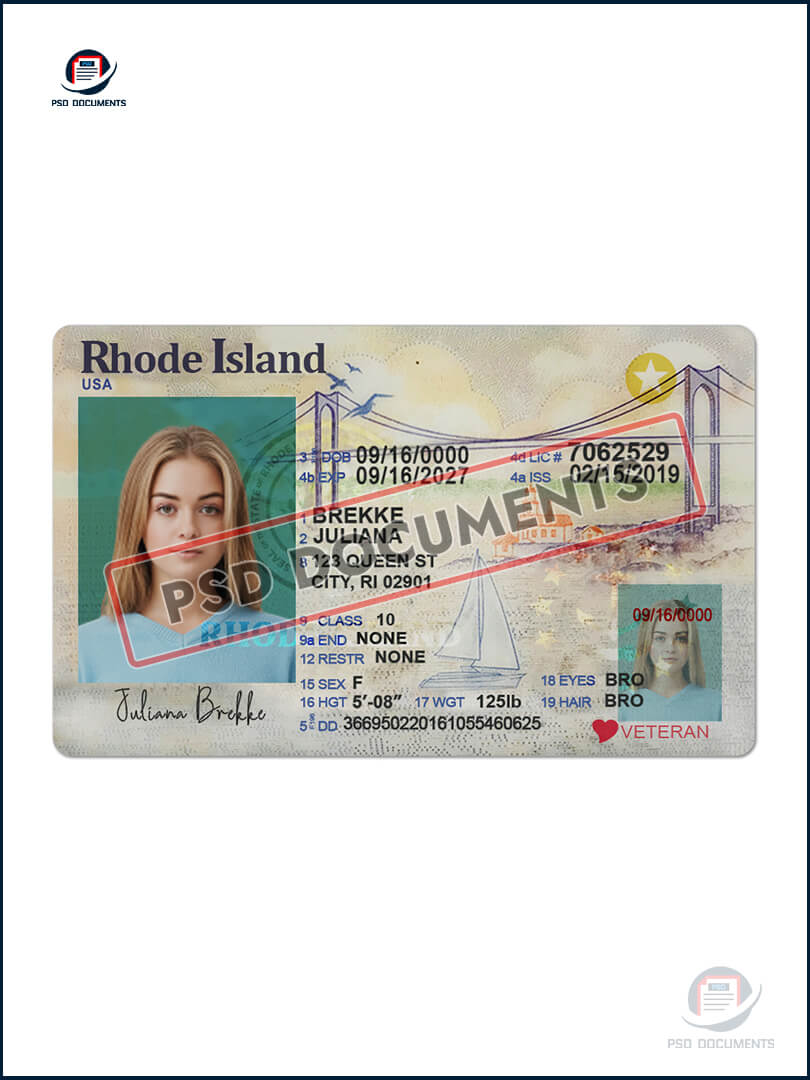 PSD
PSD DOCUMENTS
Rhode Island
USA
3 DOB 09/16/0000 4d LIC # 7062529
4b EXP 09/16/2027 4a ISS 02/15/2019
1 BREKKE
2 JULIANA
8 123 QUEEN ST
CITY, RI 02901
PSD DOCUMENTS
9 CLASS 10
9a END NONE
12 RESTR NONE
09/16/0000
15 SEX F 18 EYES BRO
16 HGT 5'-08" 17 WGT 125lb 19 HAIR BRO
5 DD 366950220161055460625
Juliana Brekke
VETERAN
PSD
PSD DOCUMENTS